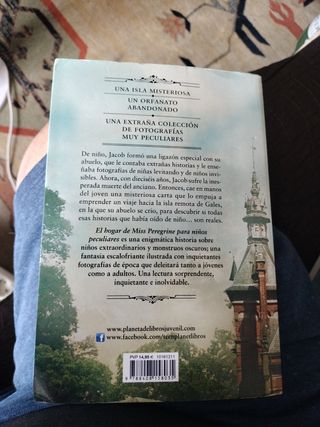 UNA ISLA MISTERIOSA
UN ORFANATO
ABANDONADO
UNA EXTRAÑA COLECCIÓN
DE FOTOGRAFÍAS
MUY PECULIARES
De niño, Jacob formó una ligazón especial con su
abuelo, que le contaba extrañas historias y le ense-
ñaba fotografías de niñas levitando y de niños invi-
sibles. Ahora, con dieciséis años, Jacob sufre la ines-
perada muerte del anciano. Entonces, cae en manos
del joven una misteriosa carta que lo empuja a
emprender un viaje hacia la isla remota de Gales,
en la que su abuelo se crio, para descubrir si todas
esas historias que había oído de niño... son reales.
El hogar de Miss Peregrine para niños
peculiares es una enigmática historia sobre
niños extraordinarios y monstruos oscuros; una
fantasía escalofriante ilustrada con inquietantes
fotografías de época que deleitará tanto a jóvenes
como a adultos. Una lectura sorprendente,
inquietante e inolvidable.
www.planetadelibrosjuvenil.com
www.facebook.com/teenplanetlibros
PVP 14,95 € 10161211
9 788408 158035